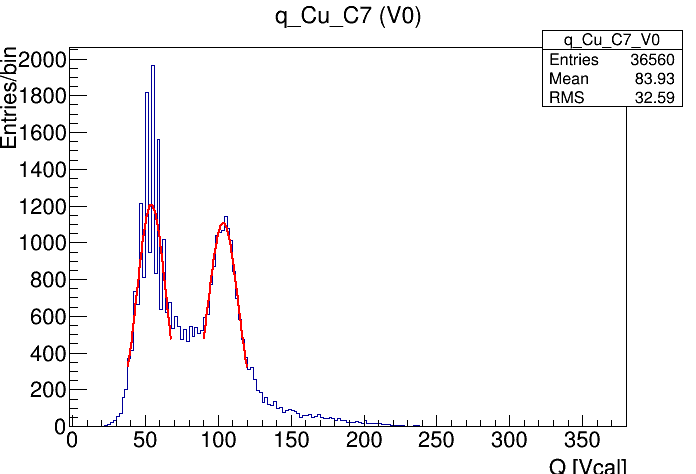 q_Cu_C7 (V0)
q_Cu_C7_V0
Entries 36560
Mean 83.93
RMS 32.59
Entries/bin
2000
1800
1600
1400
1200
1000
800
600
400
200
0
0 50 100 150 200 250 300 350
Q [Vcal]